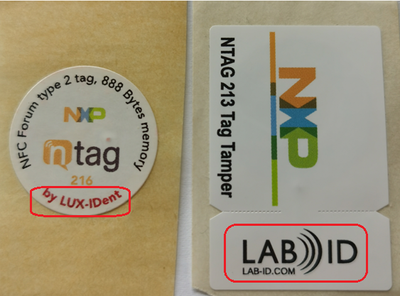 NFC Forum type 2 tag, 888 Bytes memory
NXP
ntag
216
by LUX-IDent
NTAG 213 Tag Tamper
NXP
LAB ID
LAB-ID.COM